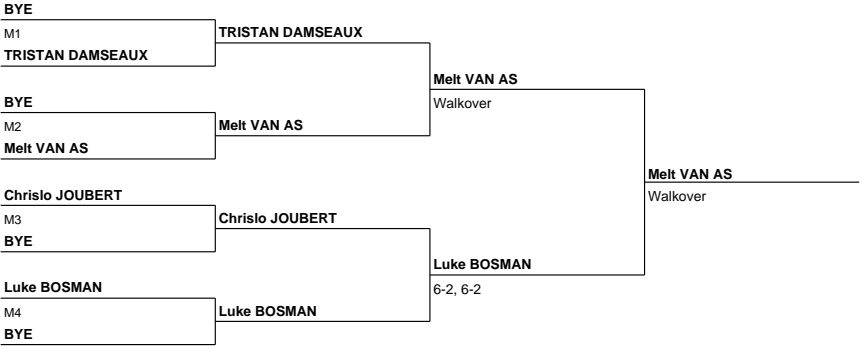 BYE
M1
TRISTAN DAMSEAUX
TRISTAN DAMSEAUX
BYE
M2
Melt VAN AS
Melt VAN AS
Melt VAN AS
Walkover
Chrislo JOUBERT
M3
BYE
Chrislo JOUBERT
Luke BOSMAN
M4
BYE
Luke BOSMAN
Luke BOSMAN
6-2, 6-2
Melt VAN AS
Walkover